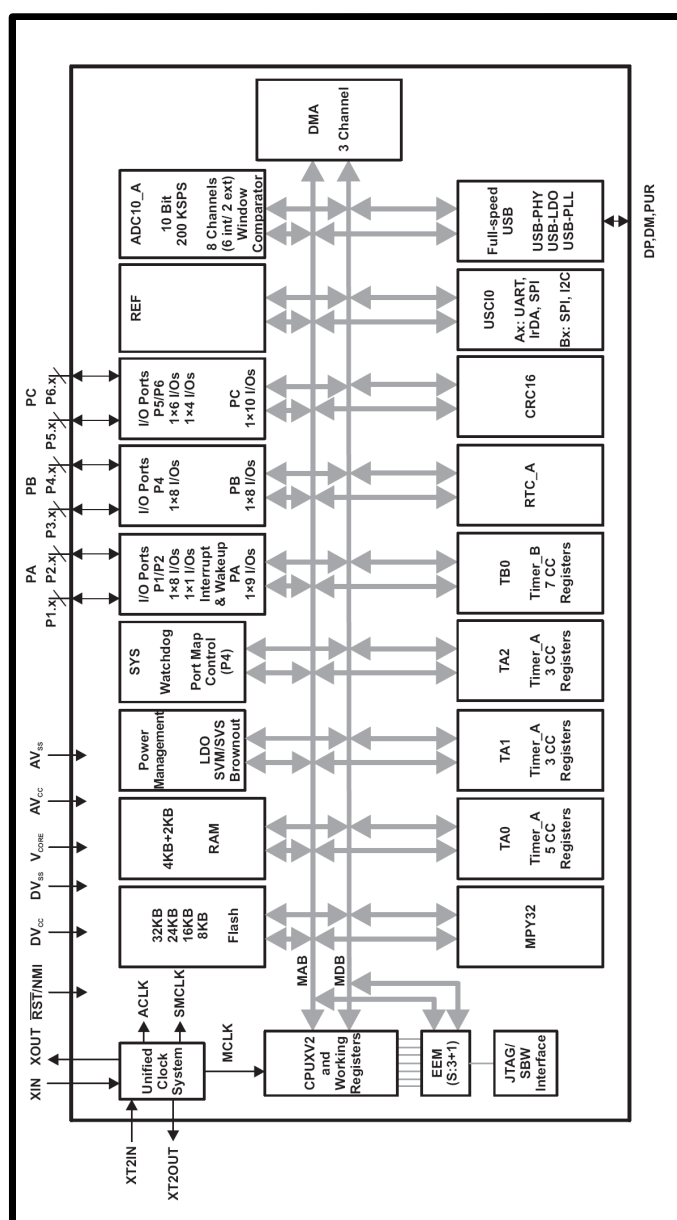 XIN
XOUT
RST/NMI
DVCC
DVSS
VCORE
AVCC
AVSS
PA
P1.x
P2.x
PB
P3.x
P4.x
PC
P5.x
P6.x
XT2IN
XT2OUT
Unified
Clock
System
ACLK
SMCLK
MCLK
32KB
24KB
16KB
8KB
Flash
4KB+2KB
RAM
Power
Management
LDO
SVM/SVS
Brownout
SYS
Watchdog
Port Map
Control
(P4)
I/O Ports
P1/P2
1×8 I/Os
1×1 I/Os
Interrupt
& Wakeup
PA
1×9 I/Os
I/O Ports
P4
1×8 I/Os
PB
1×8 I/Os
I/O Ports
P5/P6
1×6 I/Os
1×4 I/Os
PC
1×10 I/Os
REF
ADC10_A
10 Bit
200 KSPS
8 Channels
(6 int/ 2 ext)
Window
Comparator
CPUXV2
and
Working
Registers
MAB
MDB
DMA
3 Channel
EEM
(S:3+1)
JTAG/
SBW
Interface
MPY32
TA0
Timer_A
5 CC
Registers
TA1
Timer_A
3 CC
Registers
TA2
Timer_A
3 CC
Registers
TB0
Timer_B
7 CC
Registers
RTC_A
CRC16
USCI0
Ax: UART,
IrDA, SPI
Bx: SPI, I2C
Full-speed
USB
USB-PHY
USB-LDO
USB-PLL
DP,DM,PUR